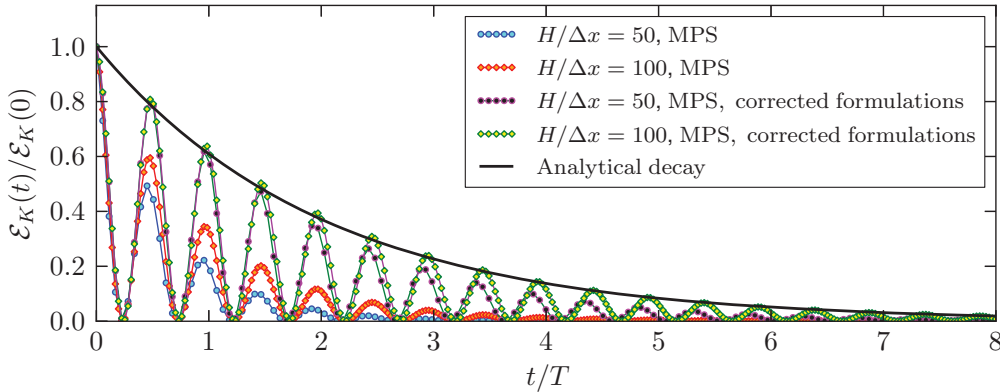 H/Δx = 50, MPS
H/Δx = 100, MPS
H/Δx = 50, MPS, corrected formulations
H/Δx = 100, MPS, corrected formulations
Analytical decay
1.0
0.8
0.6
0.4
0.2
0.0
ℰ_K(t)/ℰ_K(0)
0 1 2 3 4 5 6 7 8
t/T